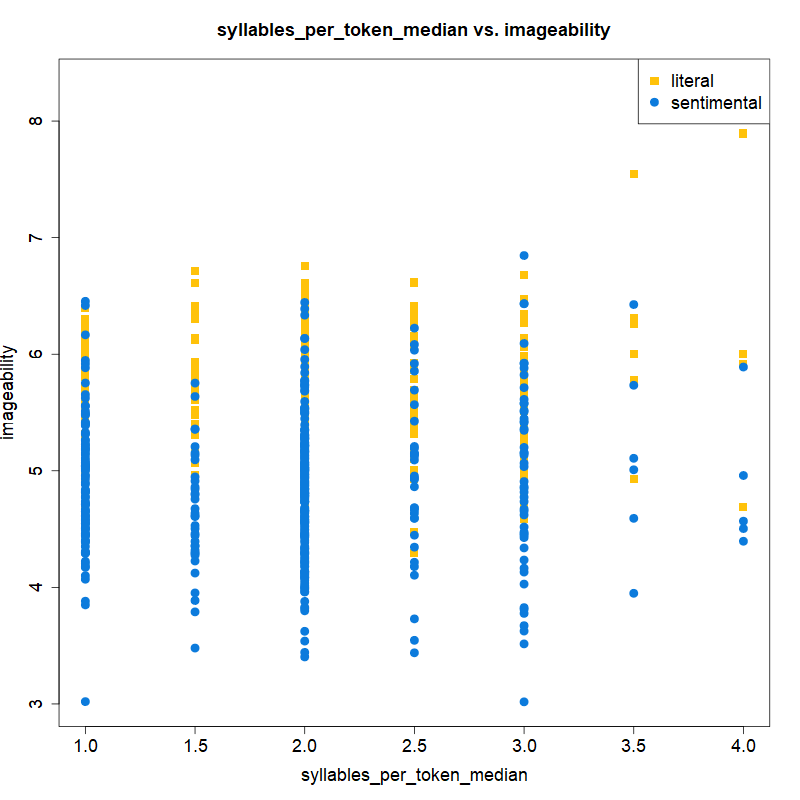 syllables_per_token_median vs. imageability
literal
sentimental
8
7
6
5
4
3
imageability
1.0 1.5 2.0 2.5 3.0 3.5 4.0
syllables_per_token_median